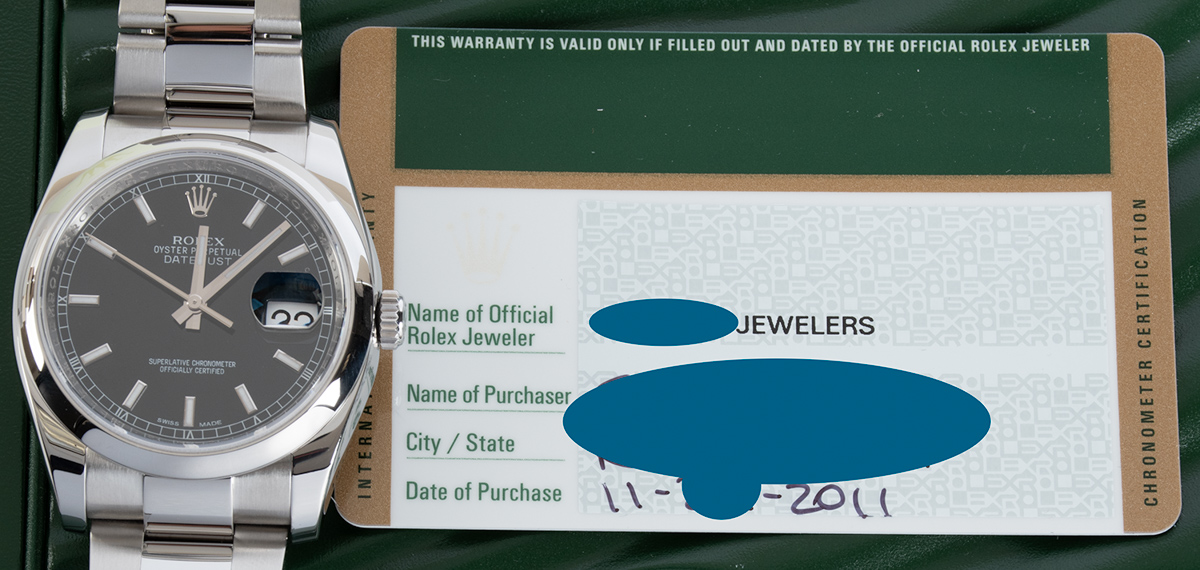 THIS WARRANTY IS VALID ONLY IF FILLED OUT AND DATED BY THE OFFICIAL ROLEX JEWELER
XII
ROLEX
OYSTER PERPETUAL
DATEJUST
SUPERLATIVE CHRONOMETER
OFFICIALLY CERTIFIED
SWISS MADE
Name of Official
Rolex Jeweler
JEWELERS
Name of Purchaser
City / State
Date of Purchase
11- -2011
CHRONOMETER CERTIFICATION